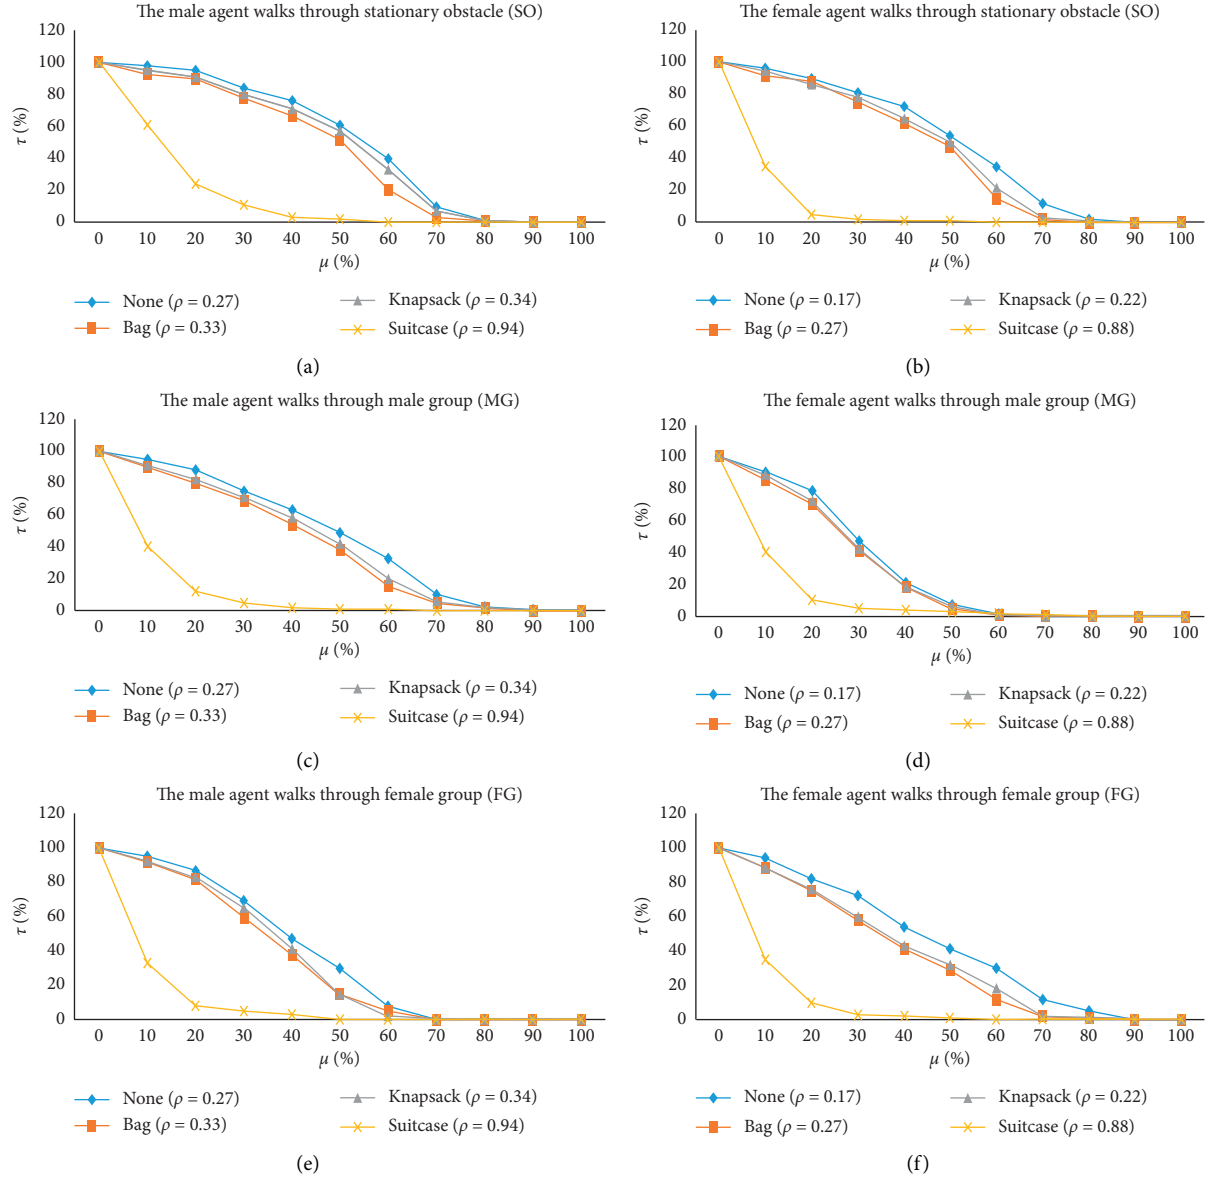 The male agent walks through stationary obstacle (SO)
120
100
80
60
40
20
0
τ (%)
0 10 20 30 40 50 60 70 80 90 100
μ (%)
None (ρ = 0.27)
Knapsack (ρ = 0.34)
Bag (ρ = 0.33)
Suitcase (ρ = 0.94)
(a)
The female agent walks through stationary obstacle (SO)
120
100
80
60
40
20
0
τ (%)
0 10 20 30 40 50 60 70 80 90 100
μ (%)
None (ρ = 0.17)
Knapsack (ρ = 0.22)
Bag (ρ = 0.27)
Suitcase (ρ = 0.88)
(b)
The male agent walks through male group (MG)
120
100
80
60
40
20
0
τ (%)
0 10 20 30 40 50 60 70 80 90 100
μ (%)
None (ρ = 0.27)
Knapsack (ρ = 0.34)
Bag (ρ = 0.33)
Suitcase (ρ = 0.94)
(c)
The female agent walks through male group (MG)
120
100
80
60
40
20
0
τ (%)
0 10 20 30 40 50 60 70 80 90 100
μ (%)
None (ρ = 0.17)
Knapsack (ρ = 0.22)
Bag (ρ = 0.27)
Suitcase (ρ = 0.88)
(d)
The male agent walks through female group (FG)
120
100
80
60
40
20
0
τ (%)
0 10 20 30 40 50 60 70 80 90 100
μ (%)
None (ρ = 0.27)
Knapsack (ρ = 0.34)
Bag (ρ = 0.33)
Suitcase (ρ = 0.94)
(e)
The female agent walks through female group (FG)
120
100
80
60
40
20
0
τ (%)
0 10 20 30 40 50 60 70 80 90 100
μ (%)
None (ρ = 0.17)
Knapsack (ρ = 0.22)
Bag (ρ = 0.27)
Suitcase (ρ = 0.88)
(f)